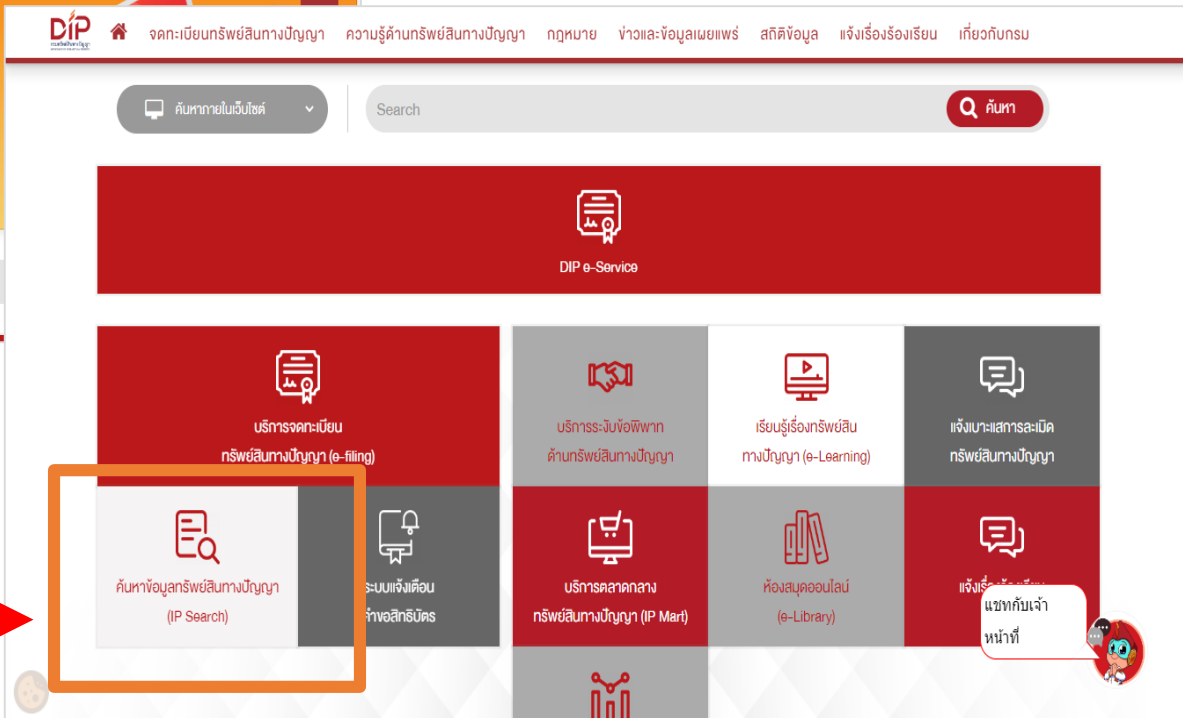 DIP
จดทะเบียนทรัพย์สินทางปัญญา ความรู้ด้านทรัพย์สินทางปัญญา กฎหมาย ข่าวและข้อมูลเผยแพร่ สถิติข้อมูล แจ้งเรื่องร้องเรียน เกี่ยวกับกรม
ค้นหาภายในเว็บไซต์ Search ค้นหา
DIP e-Service
บริการจดทะเบียน
ทรัพย์สินทางปัญญา (e-filing)
บริการระงับข้อพิพาท
ด้านทรัพย์สินทางปัญญา
เรียนรู้เรื่องทรัพย์สิน
ทางปัญญา (e-Learning)
แจ้งเบาะแสการละเมิด
ทรัพย์สินทางปัญญา
ค้นหาข้อมูลทรัพย์สินทางปัญญา
(IP Search)
ระบบแจ้งเตือน
คำขอสิทธิบัตร
บริการตลาดกลาง
ทรัพย์สินทางปัญญา (IP Mart)
ห้องสมุดออนไลน์
(e-Library)
แจ้งเรื่องร้องเรียน
แชทกับเจ้า
หน้าที่